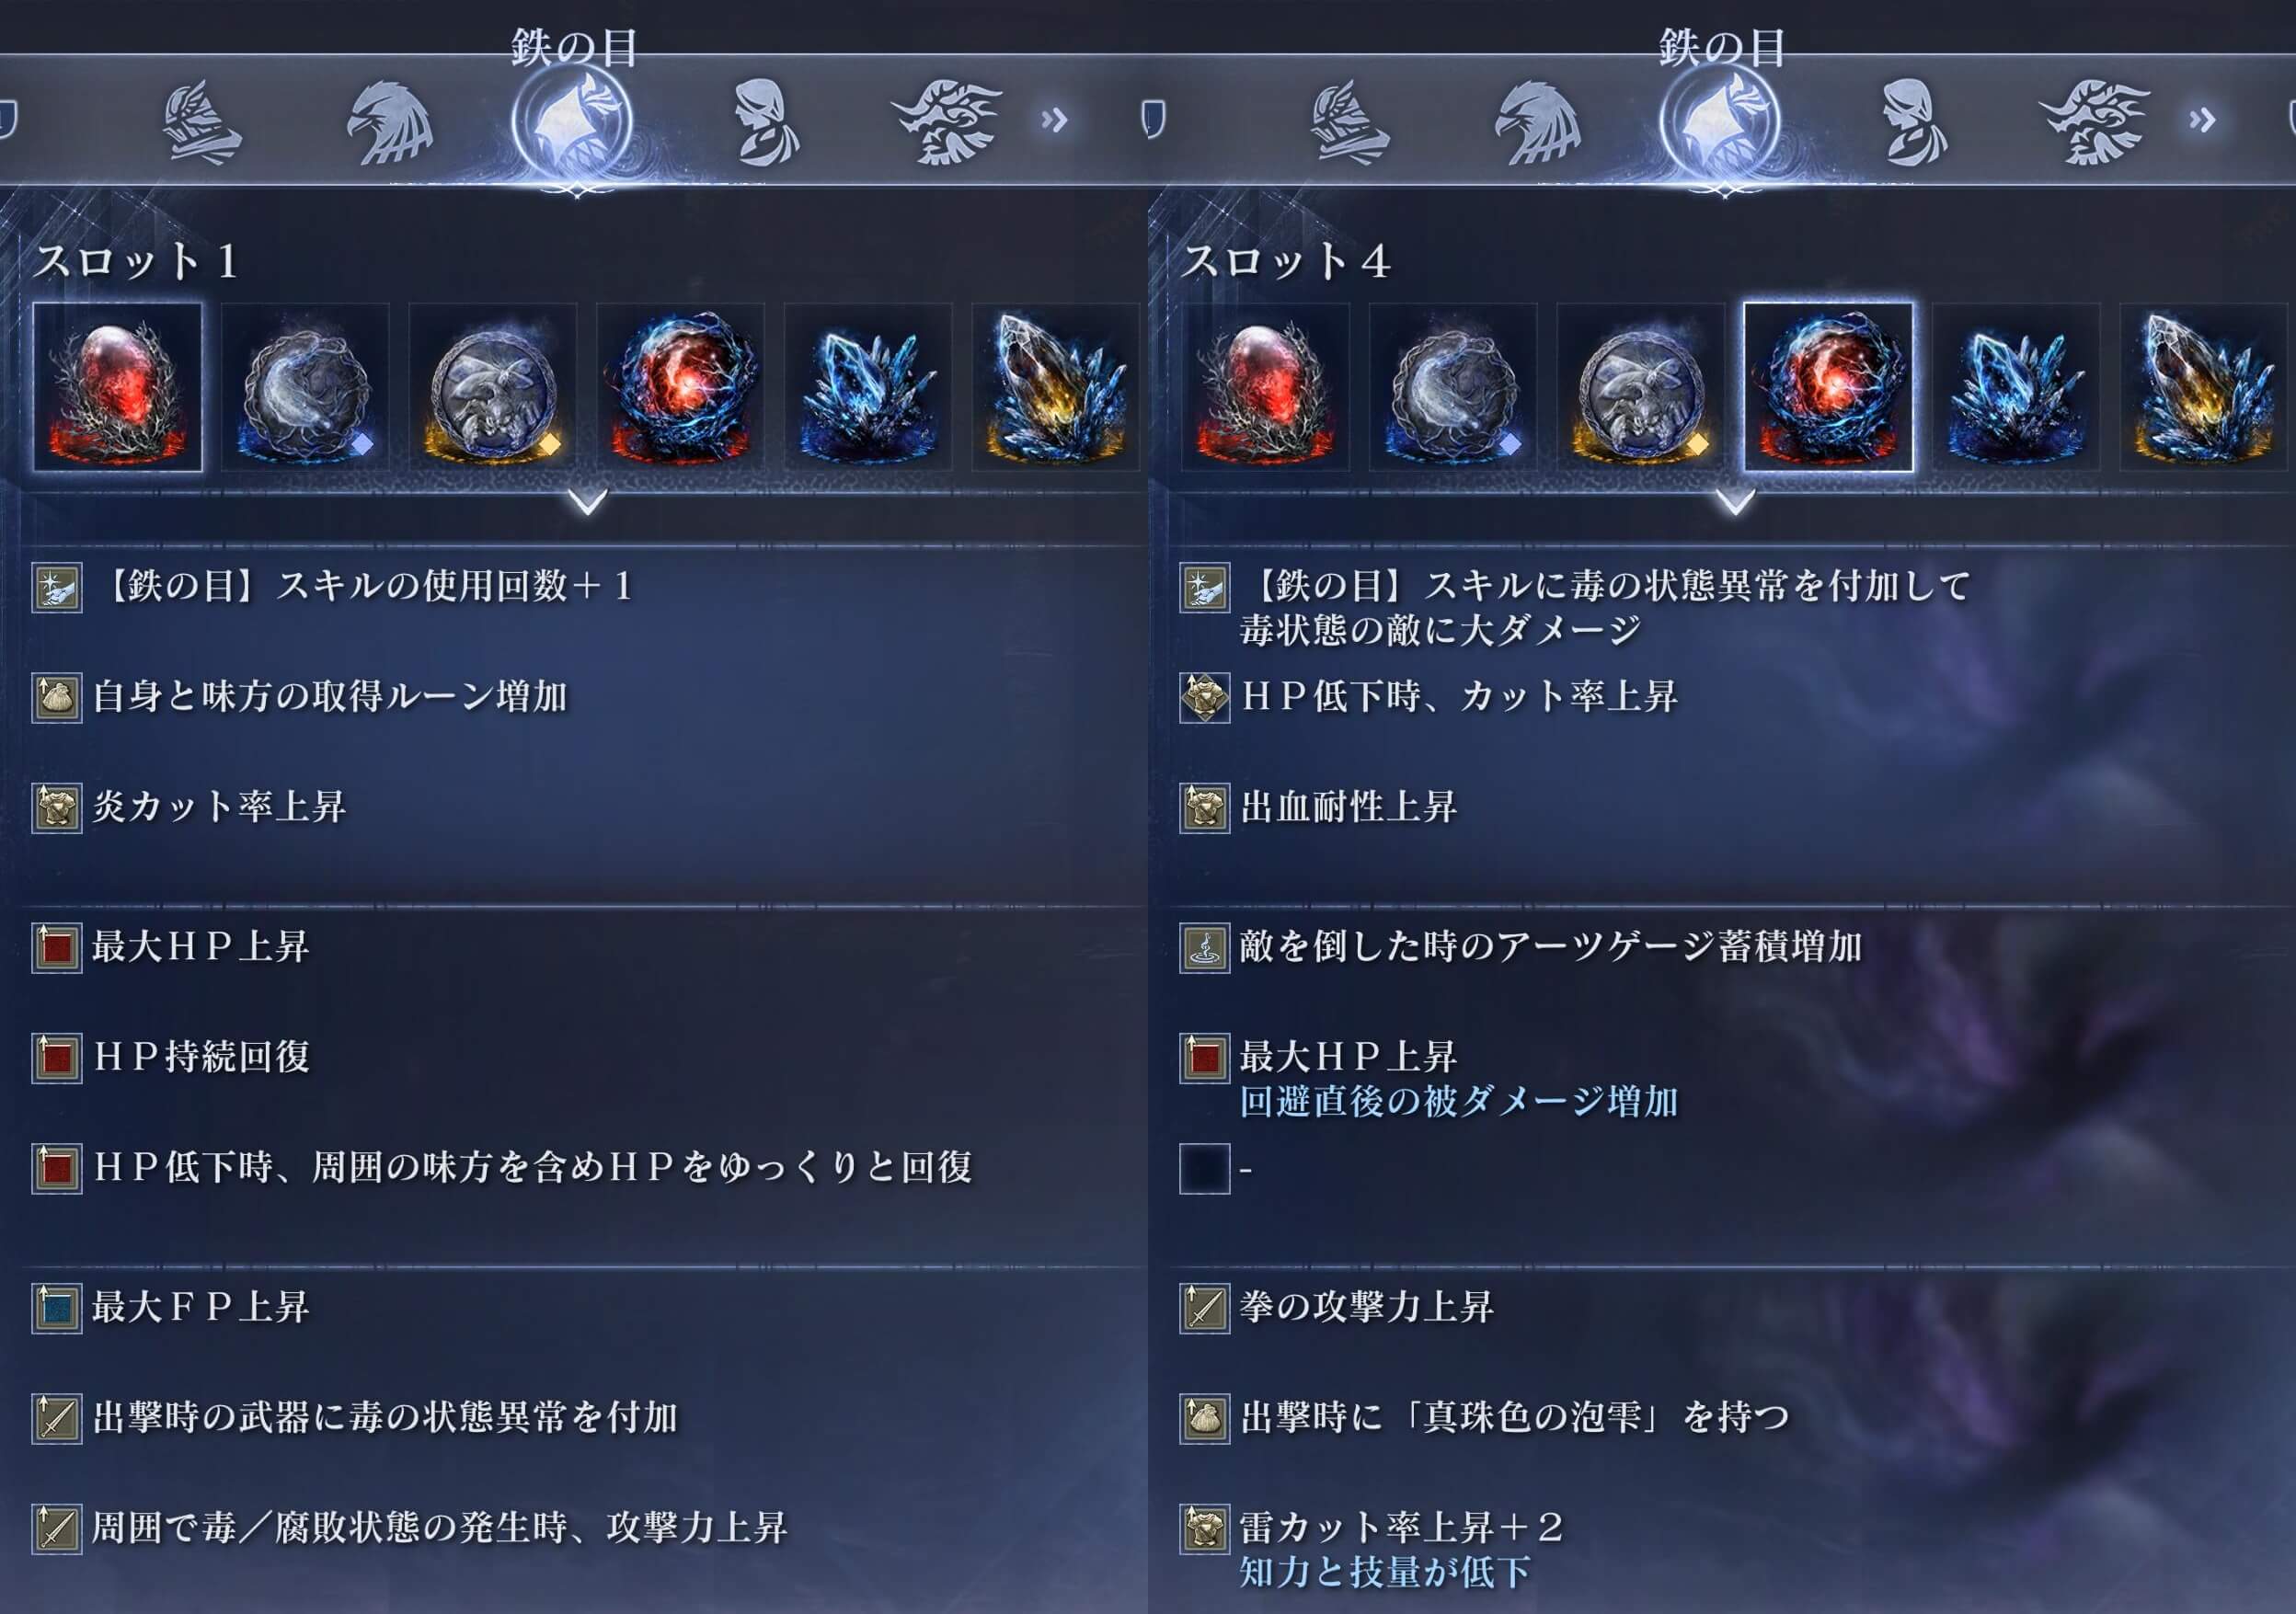 鉄の目
スロット１
【鉄の目】スキルの使用回数＋１
自身と味方の取得ルーン増加
炎カット率上昇
最大ＨＰ上昇
ＨＰ持続回復
ＨＰ低下時、周囲の味方を含めＨＰをゆっくりと回復
最大ＦＰ上昇
出撃時の武器に毒の状態異常を付加
周囲で毒／腐敗状態の発生時、攻撃力上昇
鉄の目
スロット４
【鉄の目】スキルに毒の状態異常を付加して
毒状態の敵に大ダメージ
ＨＰ低下時、カット率上昇
出血耐性上昇
敵を倒した時のアーツゲージ蓄積増加
最大ＨＰ上昇
回避直後の被ダメージ増加
-
拳の攻撃力上昇
出撃時に「真珠色の泡雫」を持つ
雷カット率上昇＋２
知力と技量が低下